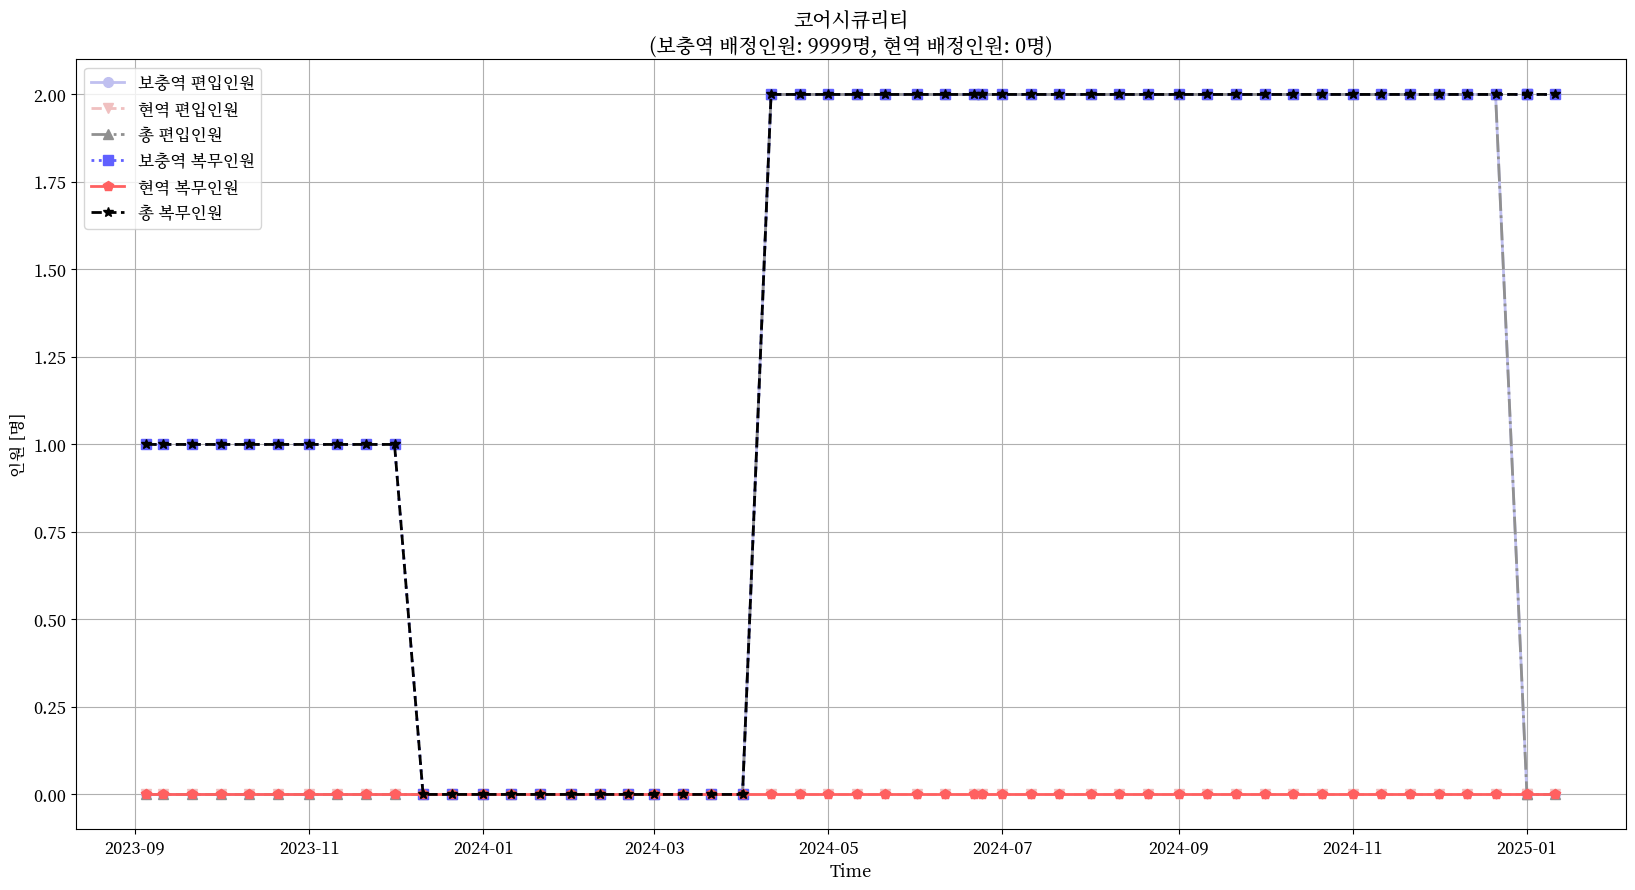 코어시큐리티
(보충역 배정인원: 9999명, 현역 배정인원: 0명)
보충역 편입인원
현역 편입인원
총 편입인원
보충역 복무인원
현역 복무인원
총 복무인원
2.00
1.75
1.50
1.25
1.00
0.75
0.50
0.25
0.00
인원 [명]
2023-09
2023-11
2024-01
2024-03
2024-05
2024-07
2024-09
2024-11
2025-01
Time